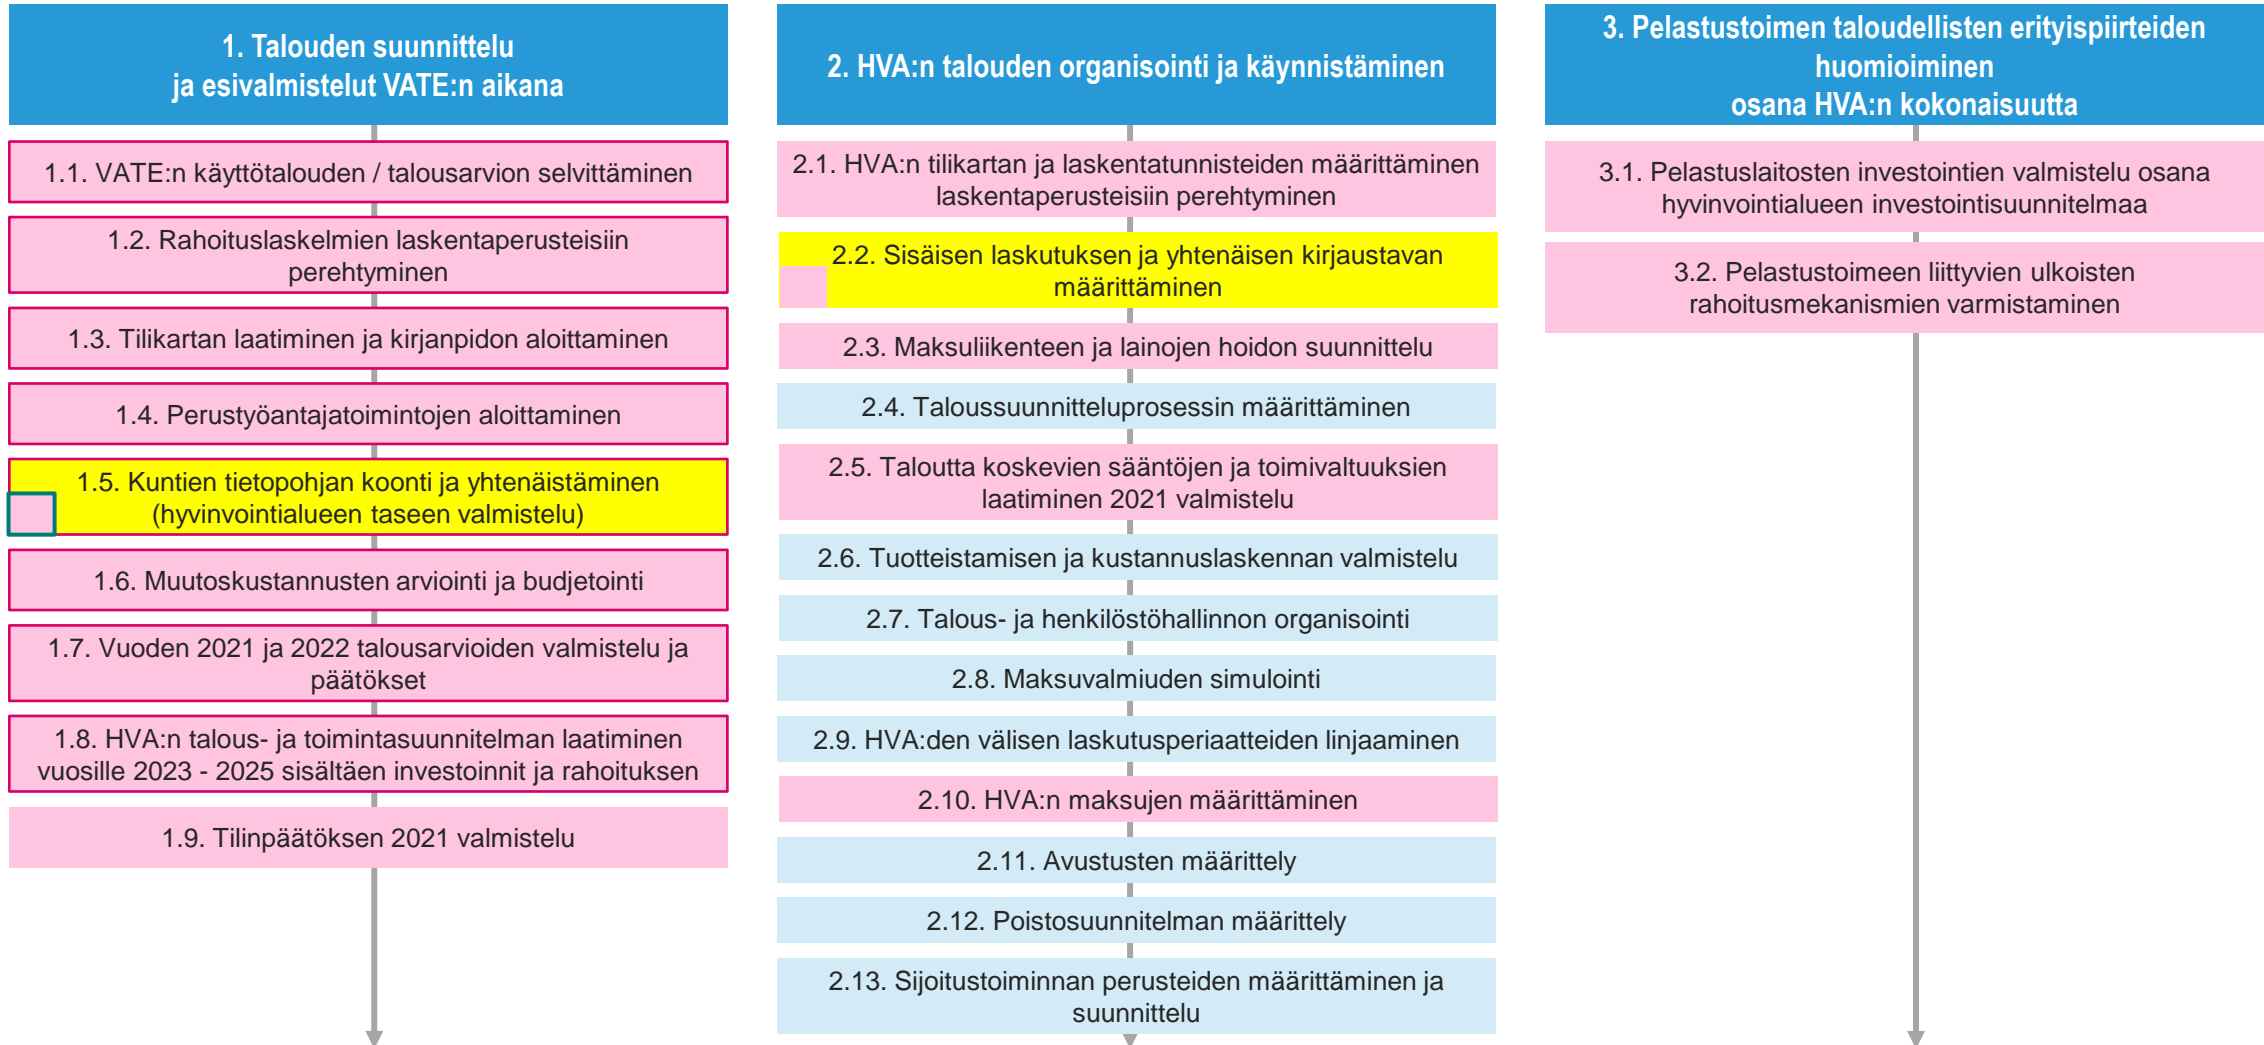 1. Talouden suunnittelu
ja esivalmistelut VATE:n aikana
1.1. VATE:n käyttötalouden / talousarvion selvittäminen
1.2. Rahoituslaskelmien laskentaperusteisiin
perehtyminen
1.3. Tilikartan laatiminen ja kirjanpidon aloittaminen
1.4. Perustyöantajatoimintojen aloittaminen
1.5. Kuntien tietopohjan koonti ja yhtenäistäminen
(hyvinvointialueen taseen valmistelu)
1.6. Muutoskustannusten arviointi ja budjetointi
1.7. Vuoden 2021 ja 2022 talousarvioiden valmistelu ja
päätökset
1.8. HVA:n talous- ja toimintasuunnitelman laatiminen
vuosille 2023 - 2025 sisältäen investoinnit ja rahoituksen
1.9. Tilinpäätöksen 2021 valmistelu
2. HVA:n talouden organisointi ja käynnistäminen
2.1. HVA:n tilikartan ja laskentatunnisteiden määrittäminen
laskentaperusteisiin perehtyminen
2.2. Sisäisen laskutuksen ja yhtenäisen kirjaustavan
määrittäminen
2.3. Maksuliikenteen ja lainojen hoidon suunnittelu
2.4. Taloussuunnitteluprosessin määrittäminen
2.5. Taloutta koskevien sääntöjen ja toimivaltuuksien
laatiminen 2021 valmistelu
2.6. Tuotteistamisen ja kustannuslaskennan valmistelu
2.7. Talous- ja henkilöstöhallinnon organisointi
2.8. Maksuvalmiuden simulointi
2.9. HVA:den välisen laskutusperiaatteiden linjaaminen
2.10. HVA:n maksujen määrittäminen
2.11. Avustusten määrittely
2.12. Poistosuunnitelman määrittely
2.13. Sijoitustoiminnan perusteiden määrittäminen ja
suunnittelu
3. Pelastustoimen taloudellisten erityispiirteiden
huomioiminen
osana HVA:n kokonaisuutta
3.1. Pelastuslaitosten investointien valmistelu osana
hyvinvointialueen investointisuunnitelmaa
3.2. Pelastustoimeen liittyvien ulkoisten
rahoitusmekanismien varmistaminen